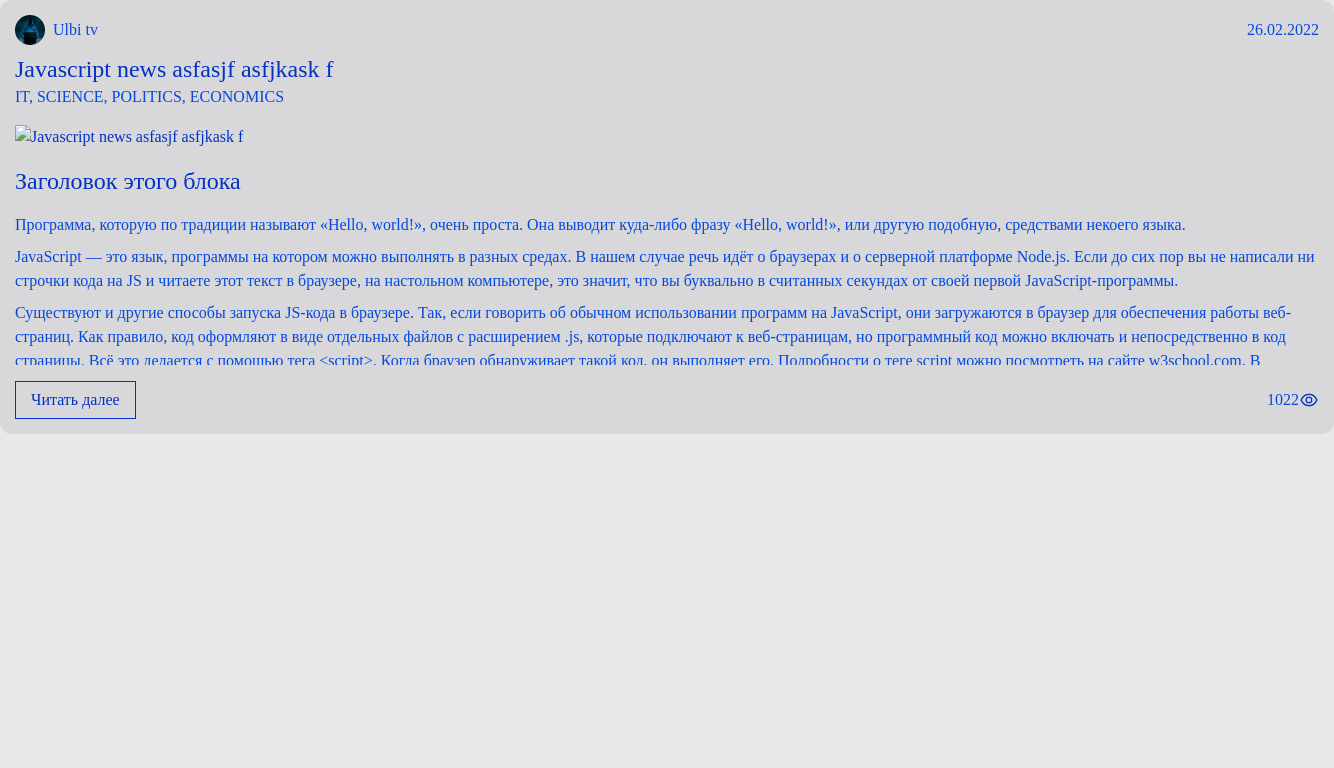 Ulbi tv
26.02.2022
Javascript news asfasjf asfjkask f
IT, SCIENCE, POLITICS, ECONOMICS
Javascript news asfasjf asfjkask f
Заголовок этого блока
Программа, которую по традиции называют «Hello, world!», очень проста. Она выводит куда-либо фразу «Hello, world!», или другую подобную, средствами некоего языка.
JavaScript — это язык, программы на котором можно выполнять в разных средах. В нашем случае речь идёт о браузерах и о серверной платформе Node.js. Если до сих пор вы не написали ни
строчки кода на JS и читаете этот текст в браузере, на настольном компьютере, это значит, что вы буквально в считанных секундах от своей первой JavaScript-программы.
Существуют и другие способы запуска JS-кода в браузере. Так, если говорить об обычном использовании программ на JavaScript, они загружаются в браузер для обеспечения работы веб-
страниц. Как правило, код оформляют в виде отдельных файлов с расширением .js, которые подключают к веб-страницам, но программный код можно включать и непосредственно в код
страницы. Всё это делается с помощью тега <script>. Когда браузер обнаруживает такой код, он выполняет его. Подробности о теге script можно посмотреть на сайте w3school.com. В
Читать далее
1022